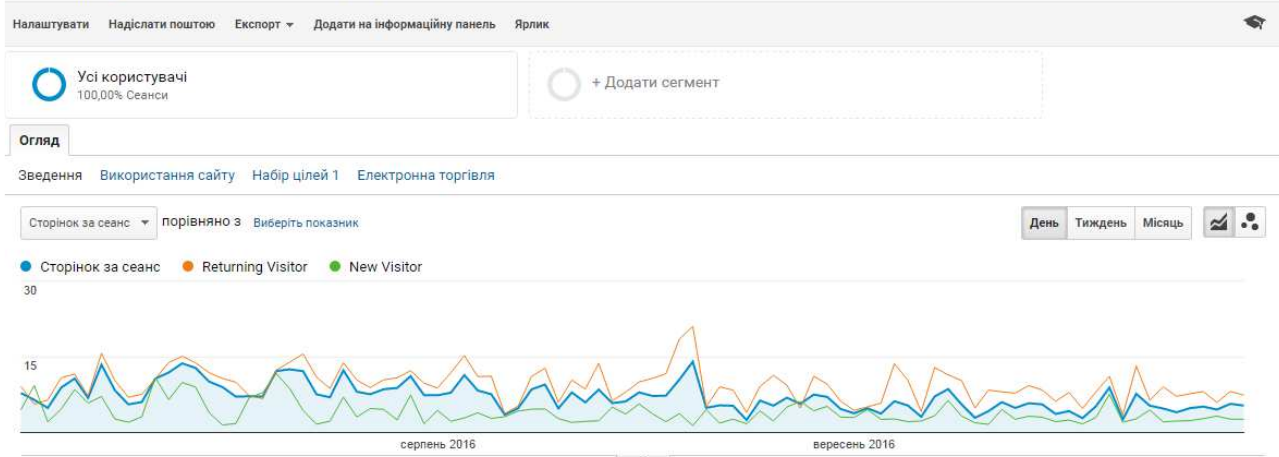 Налаштувати Надіслати поштою Експорт Додати на інформаційну панель Ярлик
Усі користувачі
100,00% Сеанси
+ Додати сегмент
Огляд
Зведення Використання сайту Набір цілей 1 Електронна торгівля
Сторінок за сеанс порівняно з Виберіть показник День Тиждень Місяць
Сторінок за сеанс Returning Visitor New Visitor
30
15
серпень 2016 вересень 2016